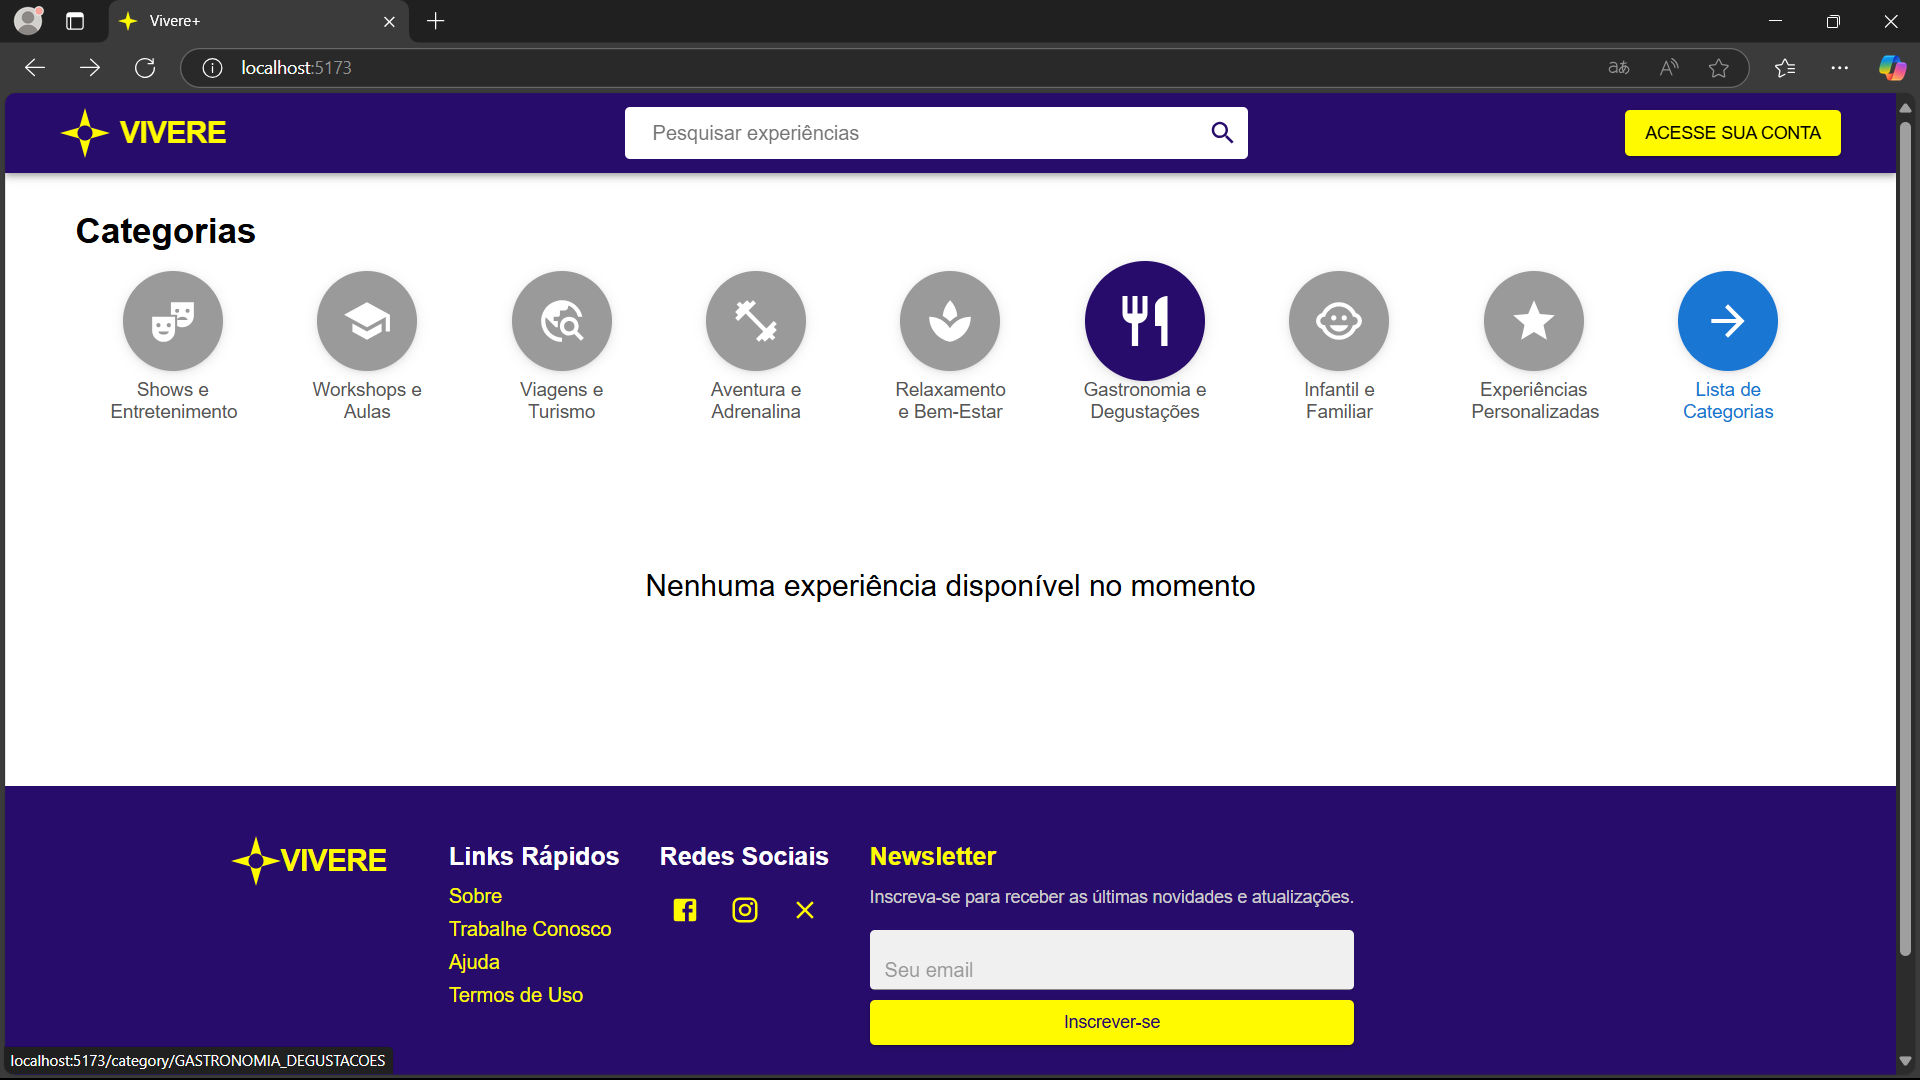 Vivere+
localhost:5173
VIVERE
Pesquisar experiências
ACESSE SUA CONTA
Categorias
Shows e
Entretenimento
Workshops e
Aulas
Viagens e
Turismo
Aventura e
Adrenalina
Relaxamento
e Bem-Estar
Gastronomia e
Degustações
Infantil e
Familiar
Experiências
Personalizadas
Lista de
Categorias
Nenhuma experiência disponível no momento
VIVERE
Links Rápidos
Sobre
Trabalhe Conosco
Ajuda
Termos de Uso
Redes Sociais
Newsletter
Inscreva-se para receber as últimas novidades e atualizações.
Seu email
Inscrever-se
localhost:5173/category/GASTRONOMIA_DEGUSTACOES